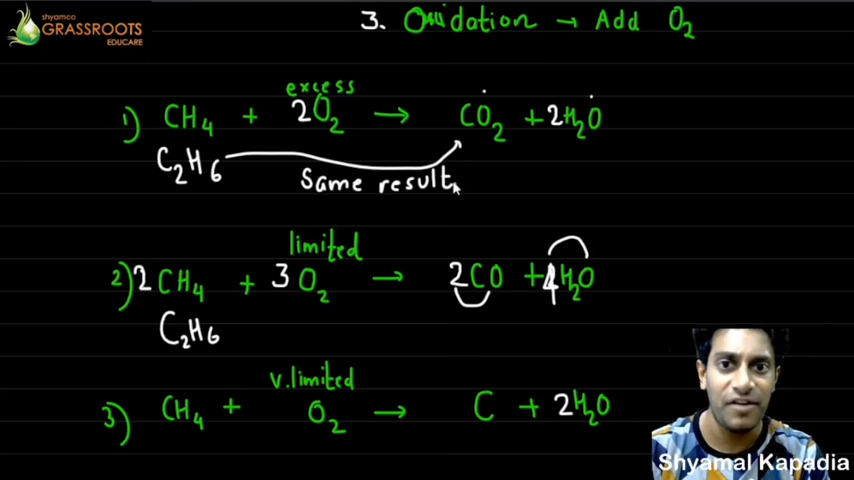 shyamco
GRASSROOTS
EDUCARE
3. Oxidation → Add O₂
excess
1) CH₄ + 2O₂ → CO₂ + 2H₂O
C₂H₆
Same result
limited
2) 2CH₄ + 3O₂ → 2CO + 4H₂O
C₂H₆
v.limited
3) CH₄ + O₂ → C + 2H₂O
Shyamal Kapadia